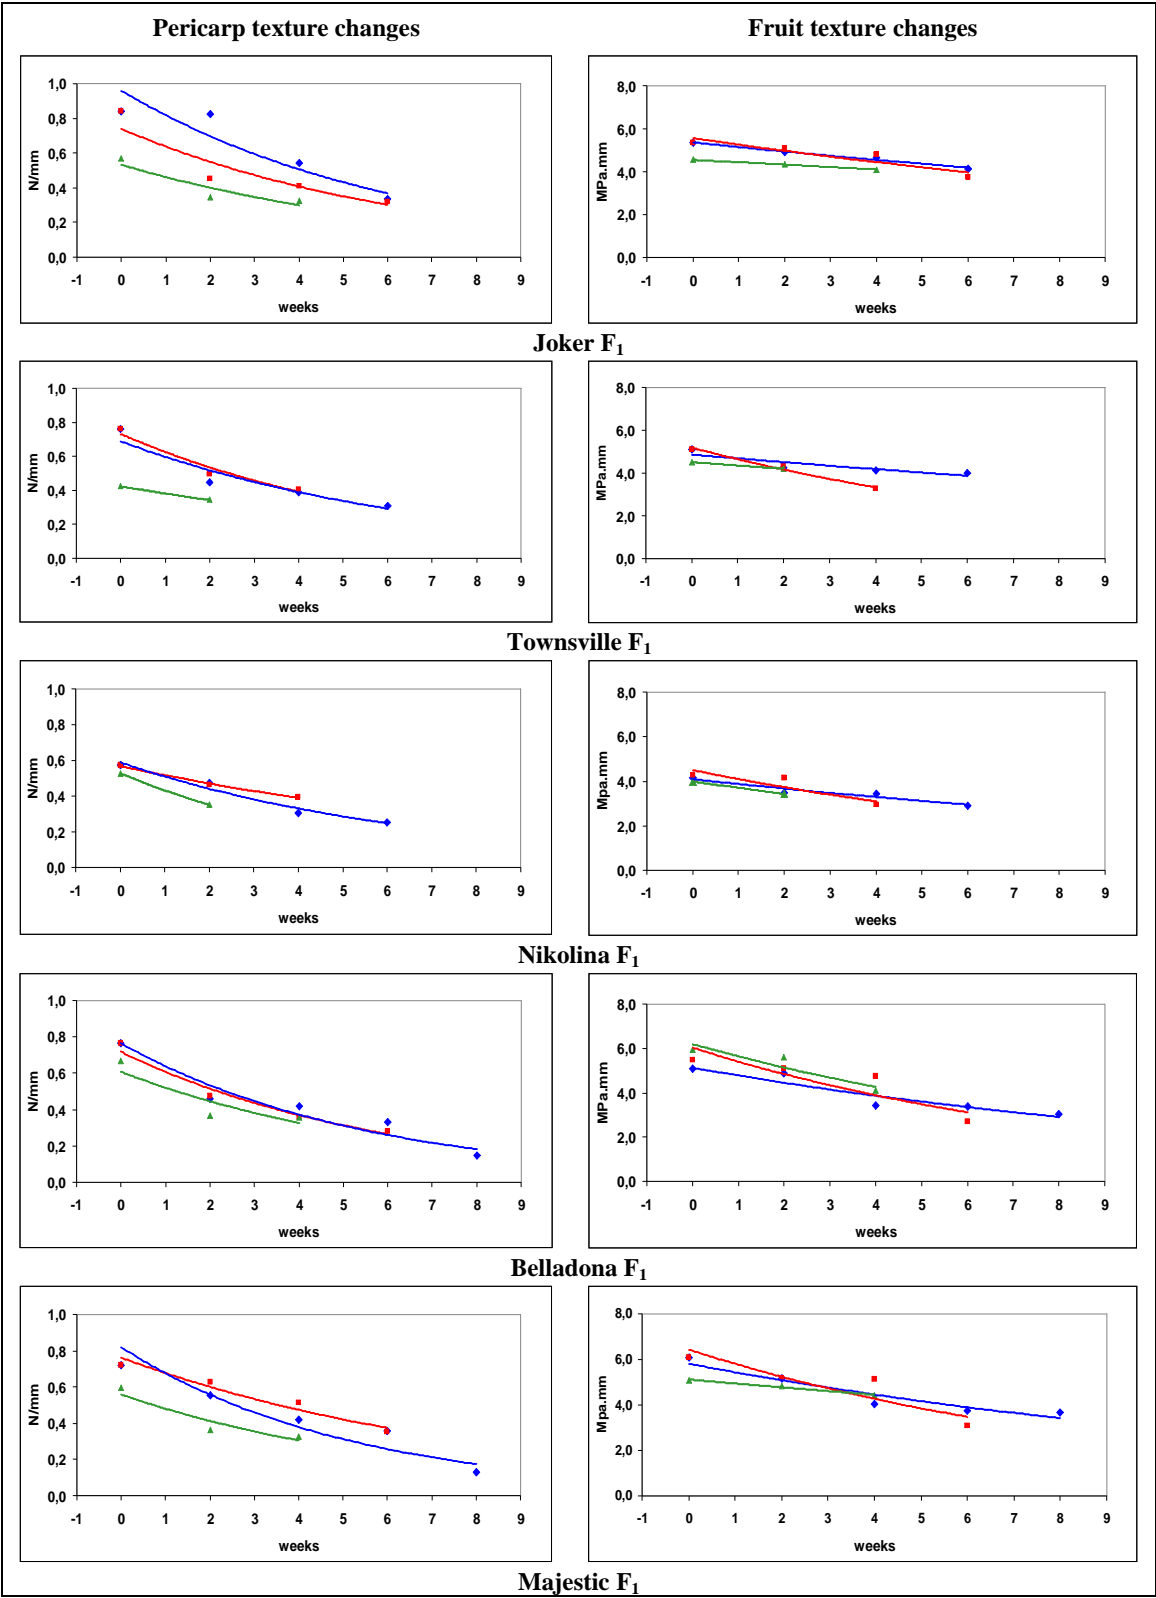 Pericarp texture changes
Fruit texture changes
1,0
0,8
0,6
0,4
0,2
0,0
N/mm
-1 0 1 2 3 4 5 6 7 8 9
weeks
8,0
6,0
4,0
2,0
0,0
MPa.mm
-1 0 1 2 3 4 5 6 7 8 9
weeks
Joker F1
1,0
0,8
0,6
0,4
0,2
0,0
N/mm
-1 0 1 2 3 4 5 6 7 8 9
weeks
8,0
6,0
4,0
2,0
0,0
MPa.mm
-1 0 1 2 3 4 5 6 7 8 9
weeks
Townsville F1
1,0
0,8
0,6
0,4
0,2
0,0
N/mm
-1 0 1 2 3 4 5 6 7 8 9
weeks
8,0
6,0
4,0
2,0
0,0
Mpa.mm
-1 0 1 2 3 4 5 6 7 8 9
weeks
Nikolina F1
1,0
0,8
0,6
0,4
0,2
0,0
N/mm
-1 0 1 2 3 4 5 6 7 8 9
weeks
8,0
6,0
4,0
2,0
0,0
MPa.mm
-1 0 1 2 3 4 5 6 7 8 9
weeks
Belladona F1
1,0
0,8
0,6
0,4
0,2
0,0
N/mm
-1 0 1 2 3 4 5 6 7 8 9
weeks
8,0
6,0
4,0
2,0
0,0
Mpa.mm
-1 0 1 2 3 4 5 6 7 8 9
weeks
Majestic F1